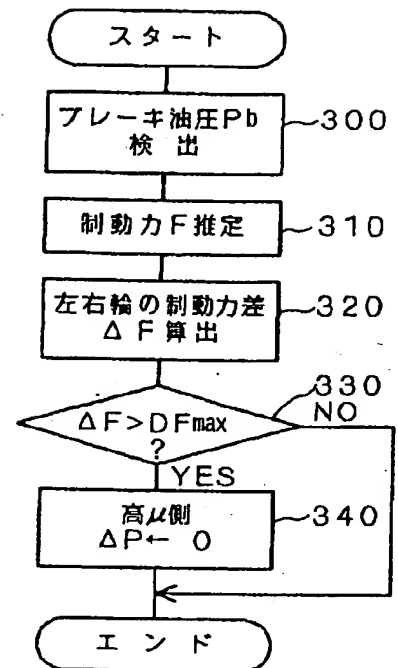 スタート
ブレーキ油圧Pb
検出
300
制動力F推定
310
左右輪の制動力差
ΔF算出
320
330
ΔF>DFmax
?
NO
YES
高μ側
ΔP← 0
340
エンド